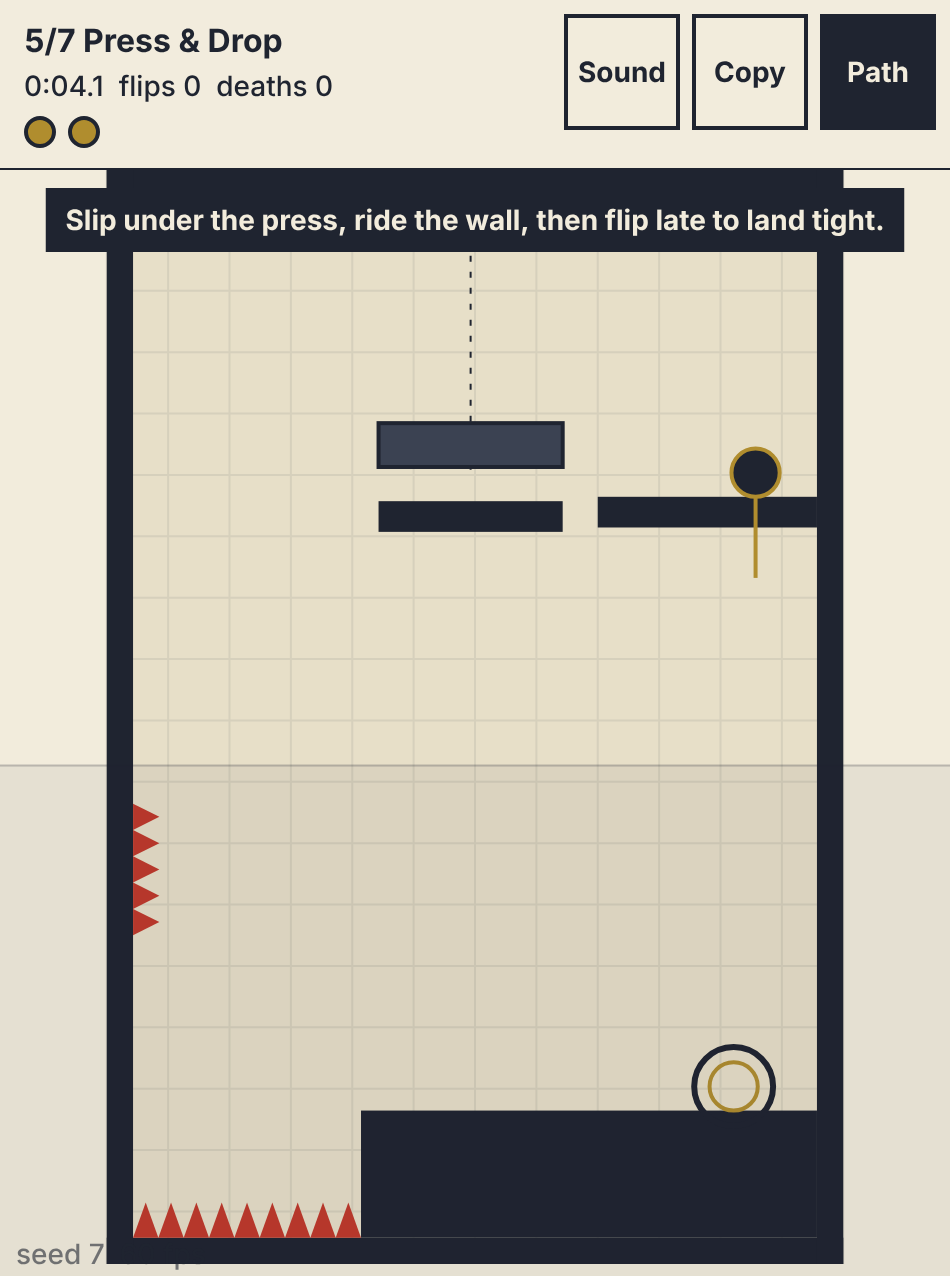 5/7 Press & Drop
0:04.1 flips 0 deaths 0
Sound
Copy
Path
Slip under the press, ride the wall, then flip late to land tight.
seed 7